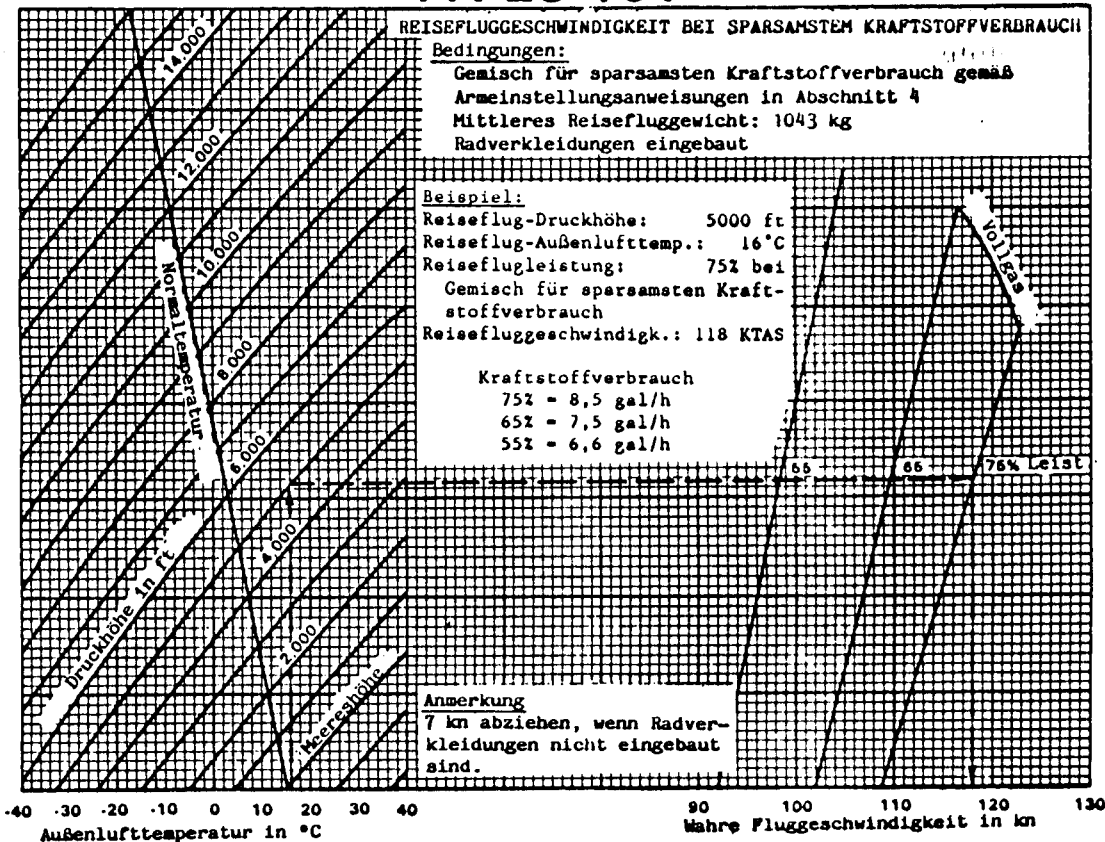 REISEFLUGGESCHWINDIGKEIT BEI SPARSAMSTEM KRAFTSTOFFVERBRAUCH
Bedingungen:
Gemisch für sparsamsten Kraftstoffverbrauch gemäß
Armeinstellungsanweisungen in Abschnitt 4
Mittleres Reisefluggewicht: 1043 kg
Radverkleidungen eingebaut
Beispiel:
Reiseflug-Druckhöhe: 5000 ft
Reiseflug-Außenlufttemp.: 16°C
Reiseflugleistung: 75% bei
Gemisch für sparsamsten Kraft-
stoffverbrauch
Reisefluggeschwindigk.: 118 KTAS
Kraftstoffverbrauch
75% = 8,5 gal/h
65% = 7,5 gal/h
55% = 6,6 gal/h
14.000
12.000
10.000
8.000
6.000
4.000
2.000
Meereshöhe
Normaltemperatur
Druckhöhe in ft
Vollgas
55
65
75% Leist
Anmerkung
7 kn abziehen, wenn Radver-
kleidungen nicht eingebaut
sind.
-40 -30 -20 -10 0 10 20 30 40
Außenlufttemperatur in °C
90 100 110 120 130
Wahre Fluggeschwindigkeit in kn